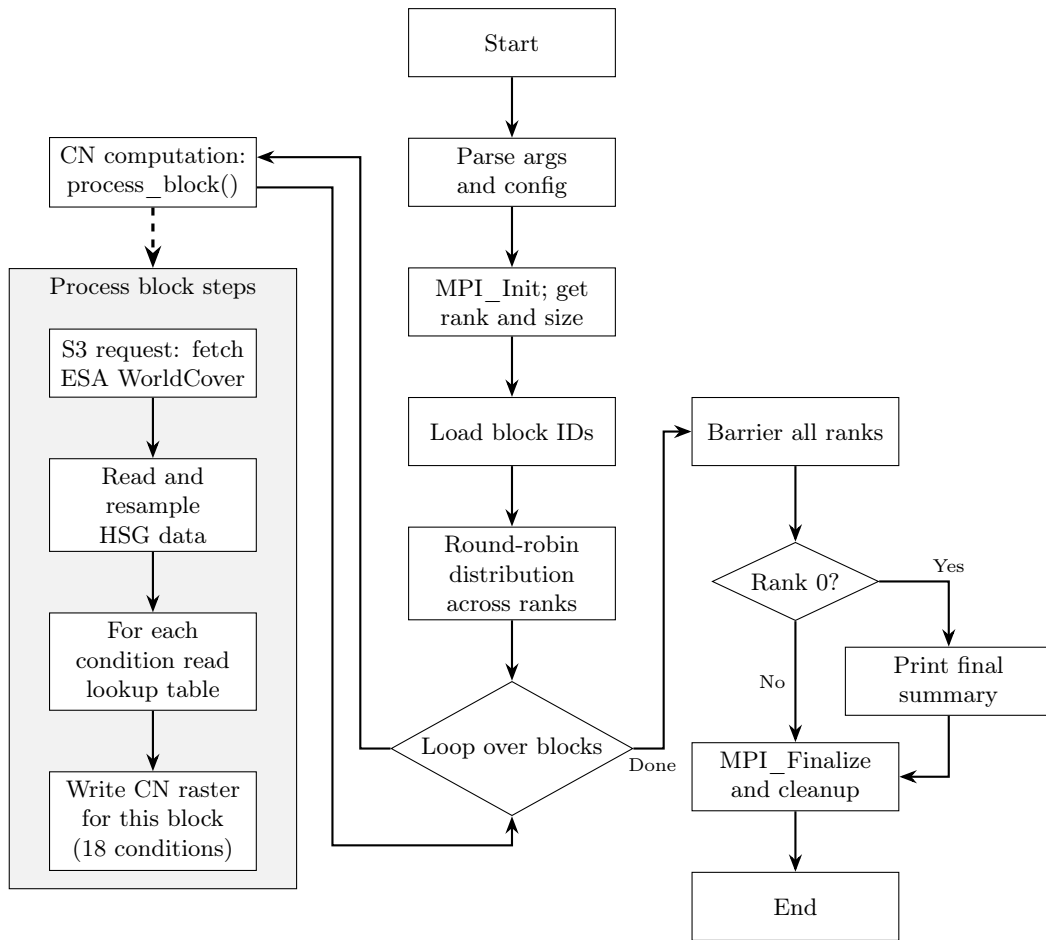 Start
Parse args
and config
MPI_Init; get
rank and size
Load block IDs
Round-robin
distribution
across ranks
Loop over blocks
Done
CN computation:
process_block()
Process block steps
S3 request: fetch
ESA WorldCover
Read and
resample
HSG data
For each
condition read
lookup table
Write CN raster
for this block
(18 conditions)
Barrier all ranks
Rank 0?
Yes
No
Print final
summary
MPI_Finalize
and cleanup
End